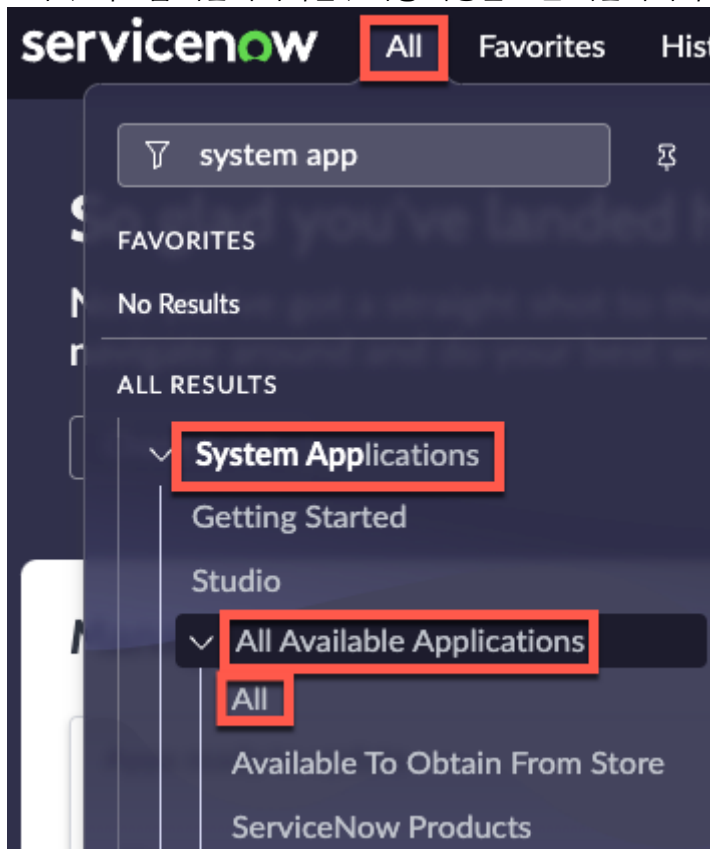 servicenow All Favorites Hist
system app
FAVORITES
No Results
ALL RESULTS
System Applications
Getting Started
Studio
All Available Applications
All
Available To Obtain From Store
ServiceNow Products